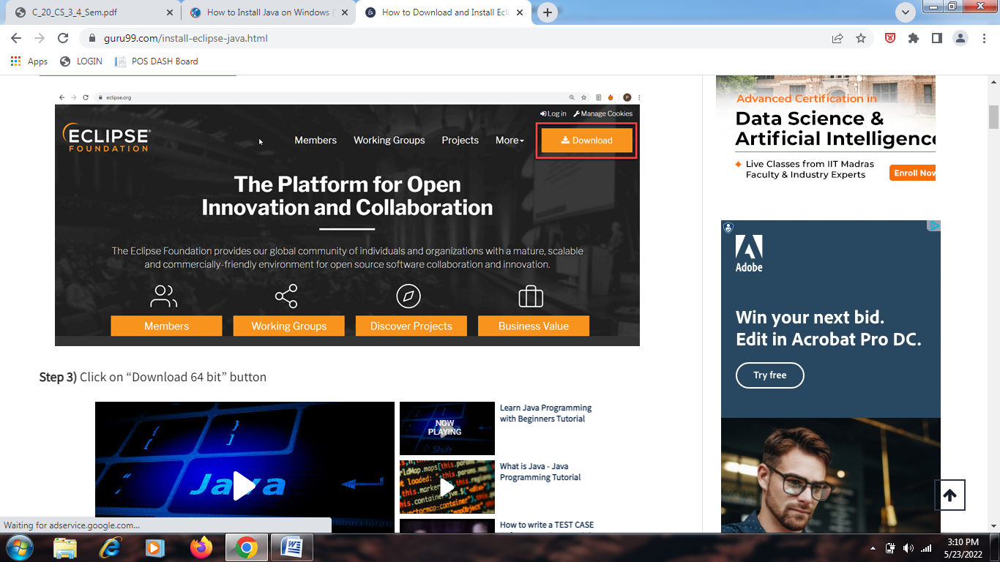 C_20_CS_3_4_Sem.pdf
How to Install Java on Windows
How to Download and Install Ecli
guru99.com/install-eclipse-java.html
Apps
LOGIN
POS DASH Board
eclipse.org
P
Log in
Manage Cookies
ECLIPSE
FOUNDATION
Members
Working Groups
Projects
More
Download
The Platform for Open
Innovation and Collaboration
The Eclipse Foundation provides our global community of individuals and organizations with a mature, scalable
and commercially-friendly environment for open source software collaboration and innovation.
Members
Working Groups
Discover Projects
Business Value
Step 3) Click on “Download 64 bit” button
Java
NOW
PLAYING
Shift
Learn Java Programming
with Beginners Tutorial
What is Java - Java
Programming Tutorial
How to write a TEST CASE
Advanced Certification in
Data Science &
Artificial Intelligence
Live Classes from IIT Madras
Faculty & Industry Experts
Enroll Now
Adobe
Win your next bid.
Edit in Acrobat Pro DC.
Try free
Waiting for adservice.google.com...
3:10 PM
5/23/2022